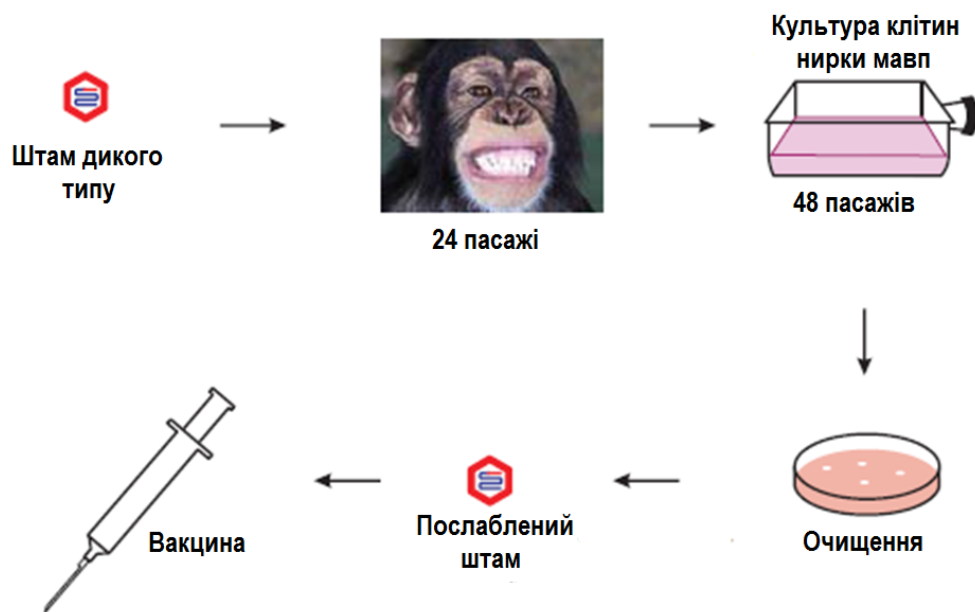 Культура клітин
нирки мавп
Штам дикого
типу
24 пасажі
48 пасажів
Вакцина
Послаблений
штам
Очищення